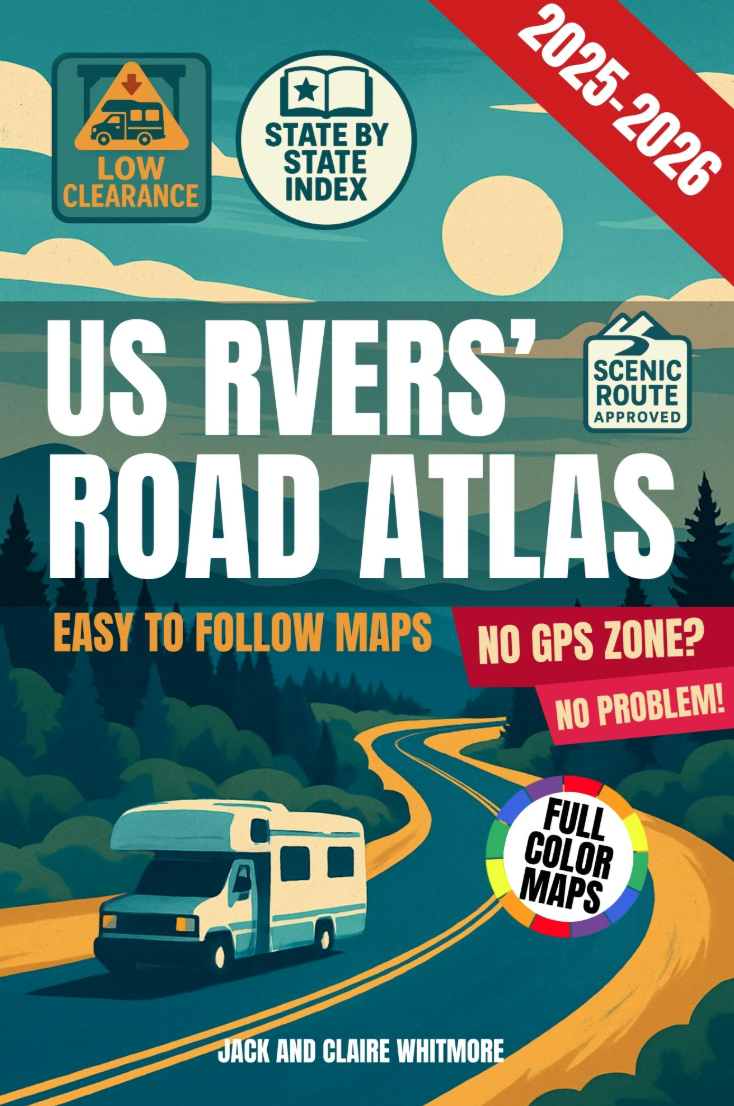 2025-2026
LOW
CLEARANCE
STATE BY
STATE
INDEX
US RVERS’
ROAD ATLAS
SCENIC
ROUTE
APPROVED
EASY TO FOLLOW MAPS
NO GPS ZONE?
NO PROBLEM!
FULL
COLOR
MAPS
JACK AND CLAIRE WHITMORE